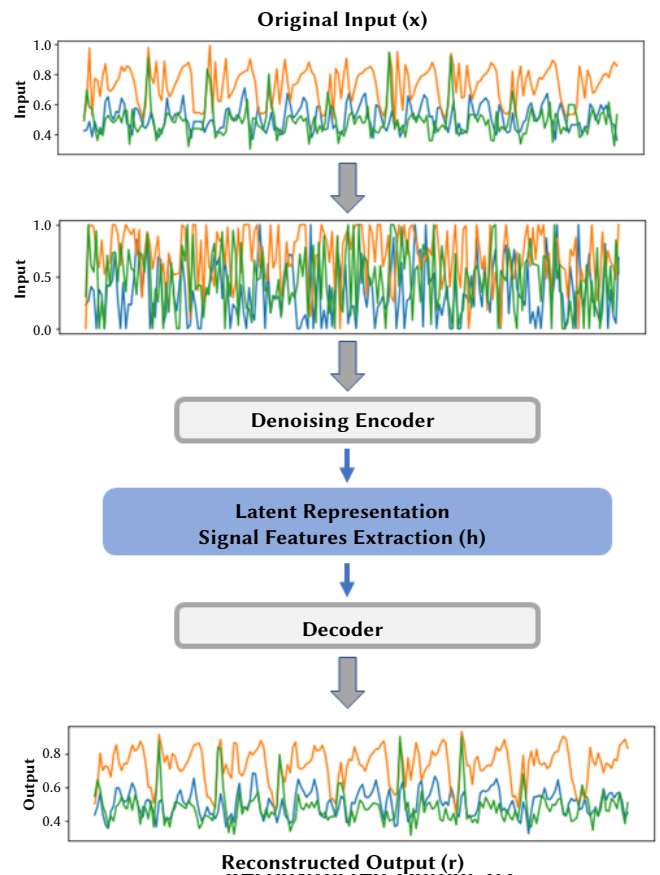 Original Input (x)
Input
1.0
0.8
0.6
0.4
Input
1.0
0.5
0.0
Denoising Encoder
Latent Representation
Signal Features Extraction (h)
Decoder
Output
0.8
0.6
0.4
Reconstructed Output (r)